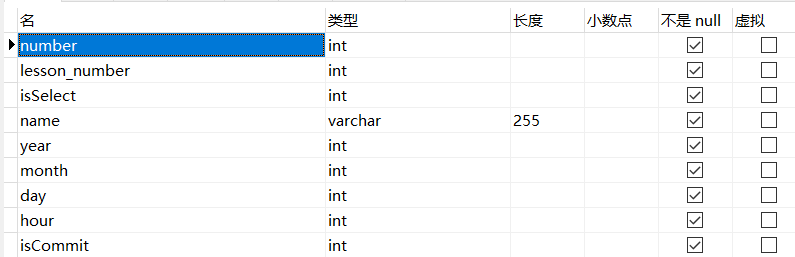 名 类型 长度 小数点 不是 null 虚拟
number int
lesson_number int
isSelect int
name varchar 255
year int
month int
day int
hour int
isCommit int